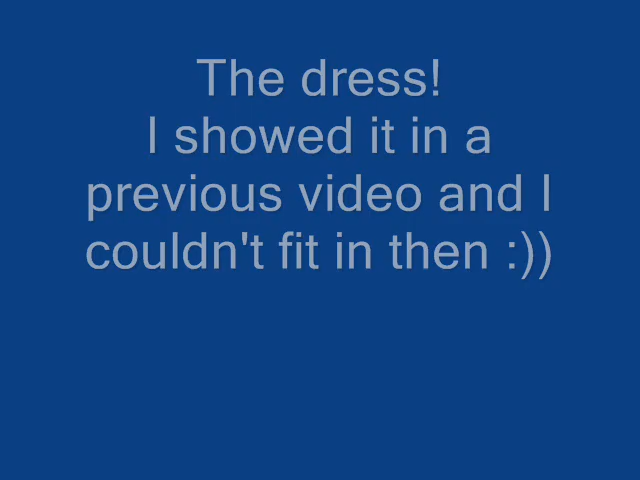 The dress!
I showed it in a
previous video and I
couldn't fit in then :))